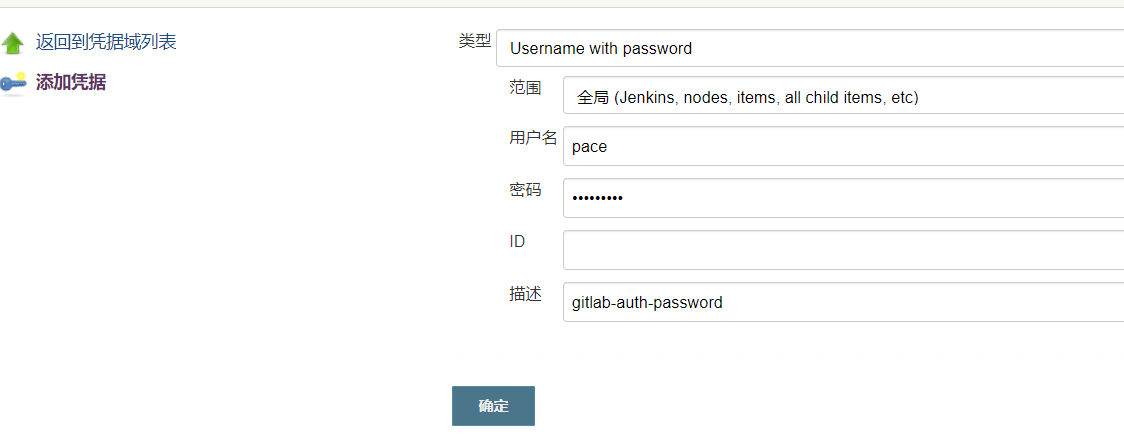 返回到凭据域列表
添加凭据
类型 Username with password
范围 全局 (Jenkins, nodes, items, all child items, etc)
用户名 pace
密码 •••••••••
ID
描述 gitlab-auth-password
确定